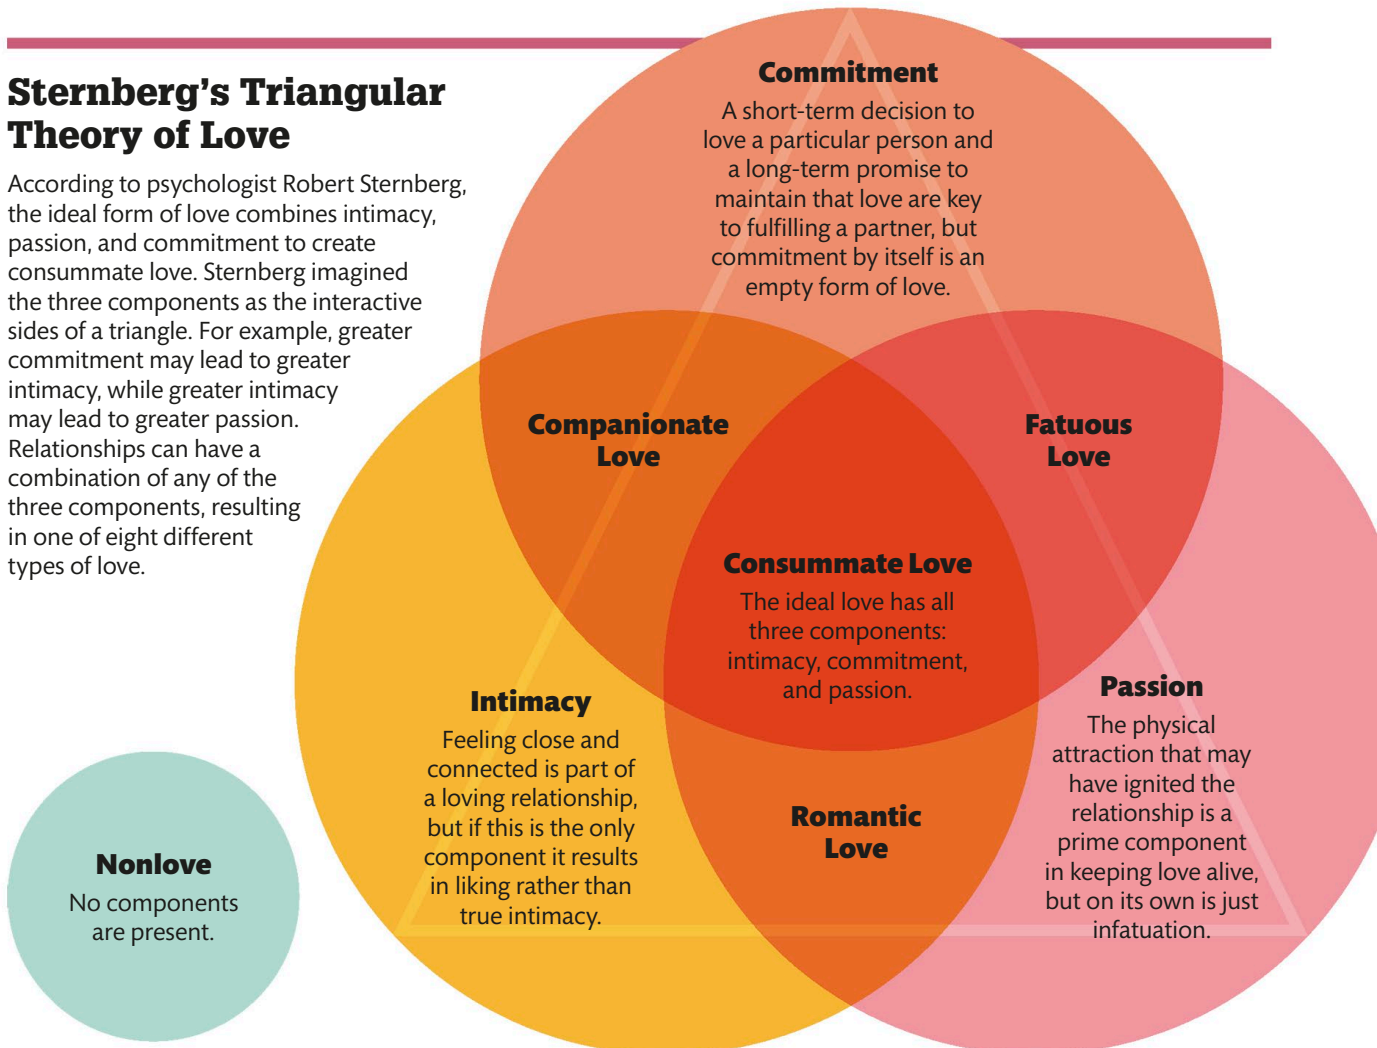 Sternberg's Triangular
Theory of Love
According to psychologist Robert Sternberg,
the ideal form of love combines intimacy,
passion, and commitment to create
consummate love. Sternberg imagined
the three components as the interactive
sides of a triangle. For example, greater
commitment may lead to greater
intimacy, while greater intimacy
may lead to greater passion.
Relationships can have a
combination of any of the
three components, resulting
in one of eight different
types of love.
Commitment
A short-term decision to
love a particular person and
a long-term promise to
maintain that love are key
to fulfilling a partner, but
commitment by itself is an
empty form of love.
Companionate
Love
Fatuous
Love
Consummate Love
The ideal love has all
three components:
intimacy, commitment,
and passion.
Intimacy
Feeling close and
connected is part of
a loving relationship,
but if this is the only
component it results
in liking rather than
true intimacy.
Passion
The physical
attraction that may
have ignited the
relationship is a
prime component
in keeping love alive,
but on its own is just
infatuation.
Romantic
Love
Nonlove
No components
are present.